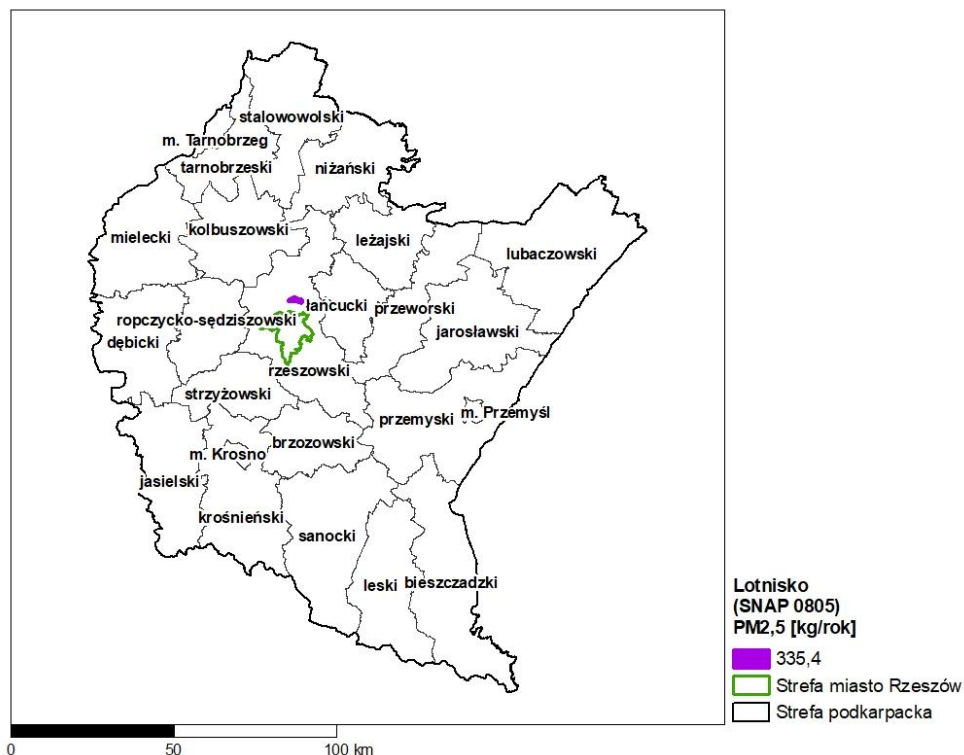 stalowowolski
m. Tarnobrzeg
tarnobrzeski
niżański
mielecki
kolbuszowski
leżajski
lubaczowski
łańcucki
przeworski
ropczycko-sędziszowski
dębicki
jarosławski
rzeszowski
strzyżowski
przemyski
m. Przemyśl
brzozowski
m. Krosno
jasielski
krośnieński
sanocki
leski
bieszczadzki
Lotnisko
(SNAP 0805)
PM2,5 [kg/rok]
335,4
Strefa miasto Rzeszów
Strefa podkarpacka
0 50 100 km